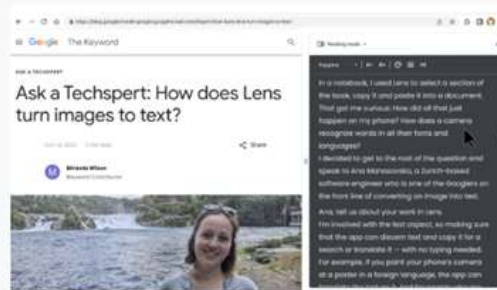 Google The Keyword
Reading mode
ASK A TECHSPERT
Poppins
Ask a Techspert: How does Lens
turn images to text?
Share
Miranda Wilson
Keyword Contributor
In a notebook, I used Lens to select a section of
the book, copy it and paste it into a document.
That got me curious: How did all that just
happen on my phone? How does a camera
recognize words in all their fonts and
languages?
I decided to get to the root of the question and
speak to Ana Manasovska, a Zurich-based
software engineer who is one of the Googlers on
the front line of converting an image into text.
Ana, tell us about your work in Lens.
I'm involved with the text aspect, so making sure
that the app can discern text and copy it for a
search or translate it — with no typing needed.
For example, if you point your phone's camera
at a poster in a foreign language, the app can